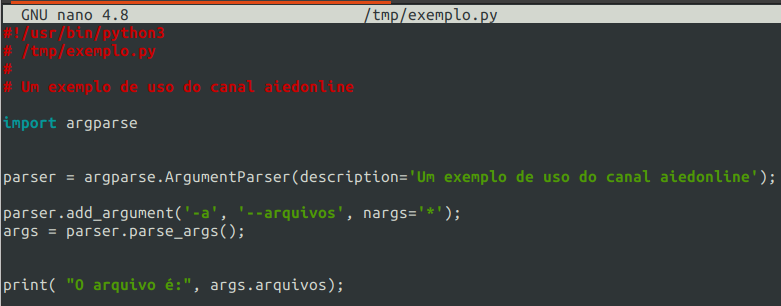 GNU nano 4.8 /tmp/exemplo.py
#!/usr/bin/python3
# /tmp/exemplo.py
#
# Um exemplo de uso do canal aiedonline
import argparse
parser = argparse.ArgumentParser(description='Um exemplo de uso do canal aiedonline');
parser.add_argument('-a', '--arquivos', nargs='*');
args = parser.parse_args();
print( "O arquivo é:", args.arquivos);